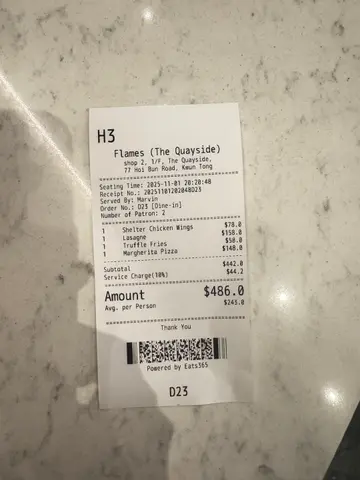 H3
Flames (The Quayside)
shop 2, 1/F, The Quayside,
77 Hoi Bun Road, Kwun Tong
Seating Time: 2025-11-01 20:20:48
Receipt No.: 20251101202048D23
Served By: Marvin
Order No.: D23 [Dine-in]
Number of Patron: 2
1 Shelter Chicken Wings $78.0
1 Lasagne $158.0
1 Truffle Fries $58.0
1 Margherita Pizza $148.0
Subtotal $442.0
Service Charge(10%) $44.2
Amount $486.0
Avg. per Person $243.0
Thank You
Powered by Eats365
D23